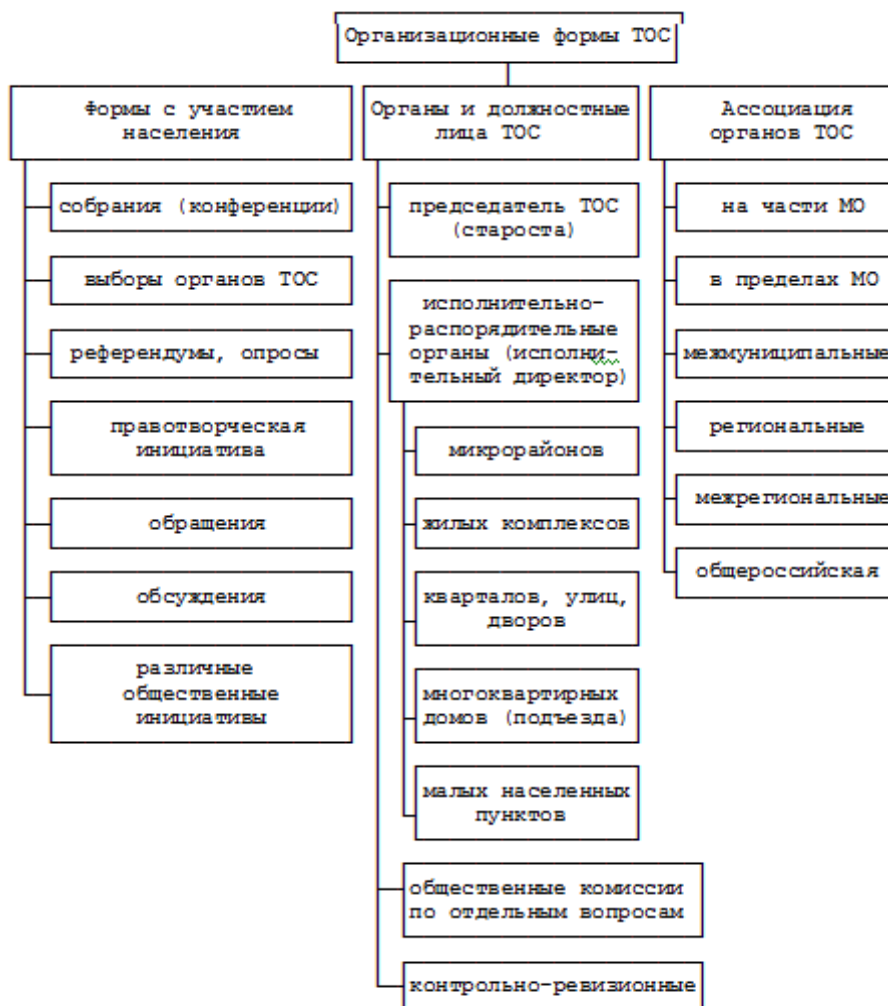 Организационные формы ТОС
Формы с участием
населения
собрания (конференции)
выборы органов ТОС
референдумы, опросы
правотворческая
инициатива
обращения
обсуждения
различные
общественные
инициативы
Органы и должностные
лица ТОС
председатель ТОС
(староста)
исполнительно-
распорядительные
органы (исполни-
тельный директор)
микрорайонов
жилых комплексов
кварталов, улиц,
дворов
многоквартирных
домов (подъезда)
малых населенных
пунктов
общественные комиссии
по отдельным вопросам
контрольно-ревизионные
Ассоциация
органов ТОС
на части МО
в пределах МО
межмуниципальные
региональные
межрегиональные
общероссийская